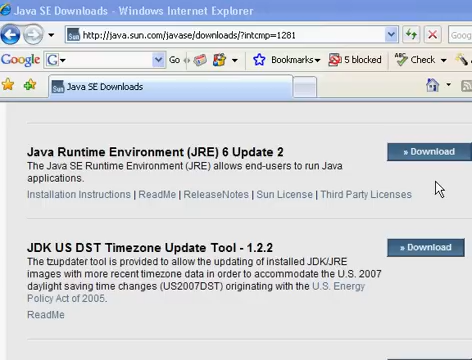 Java SE Downloads - Windows Internet Explorer
http://java.sun.com/javase/downloads/?intcmp=1281
Google Go Bookmarks 5 blocked Check
Java SE Downloads
Java Runtime Environment (JRE) 6 Update 2
» Download
The Java SE Runtime Environment (JRE) allows end-users to run Java
applications.
Installation Instructions | ReadMe | ReleaseNotes | Sun License | Third Party Licenses
JDK US DST Timezone Update Tool - 1.2.2
» Download
The tzupdater tool is provided to allow the updating of installed JDK/JRE
images with more recent timezone data in order to accommodate the U.S. 2007
daylight saving time changes (US2007DST) originating with the U.S. Energy
Policy Act of 2005.
ReadMe